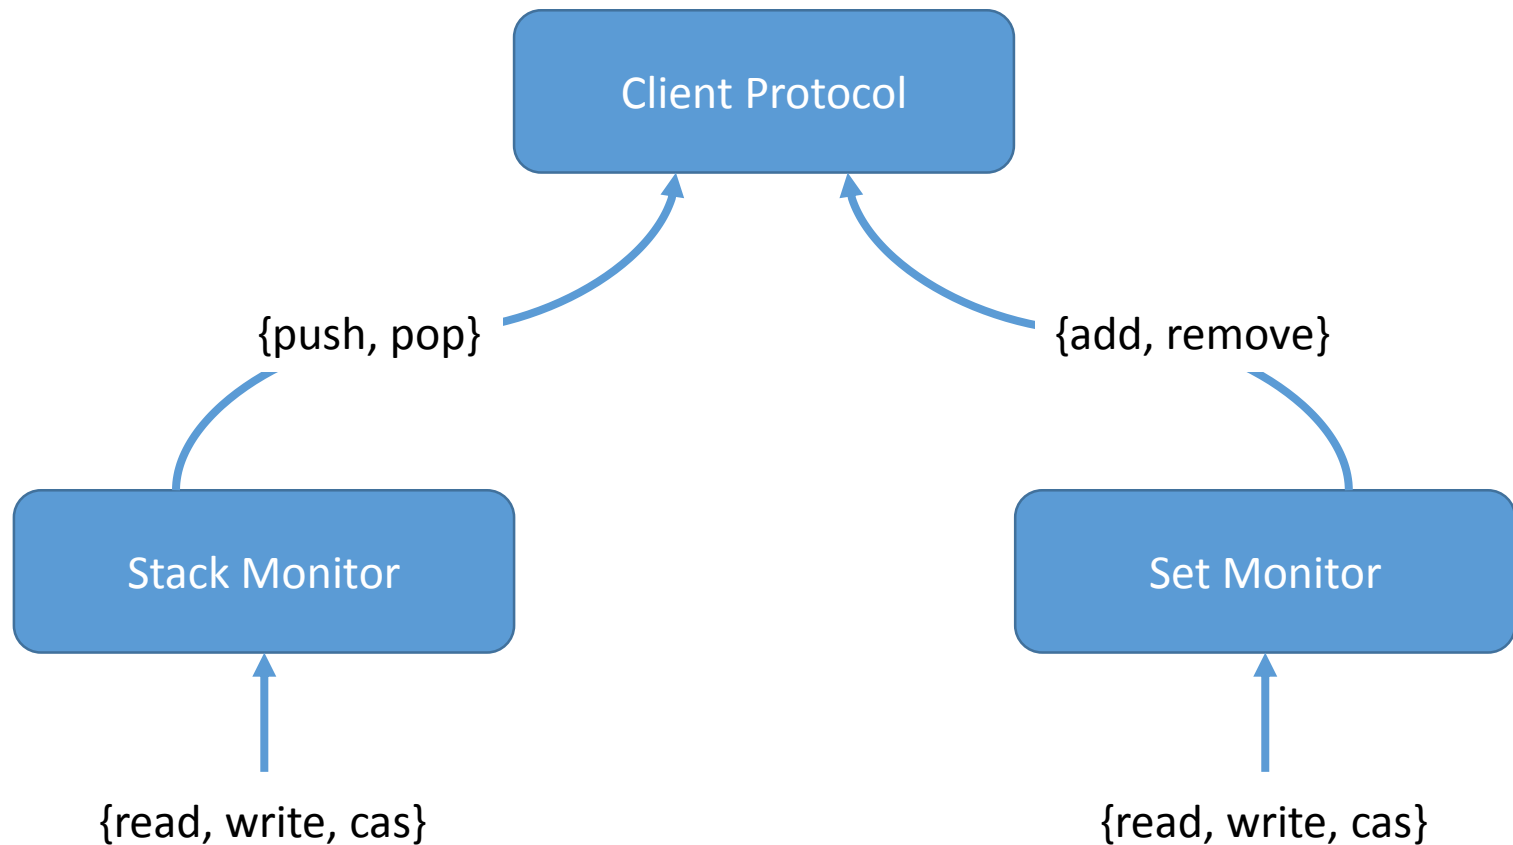 Client Protocol
{push, pop}
{add, remove}
Stack Monitor
Set Monitor
{read, write, cas}
{read, write, cas}